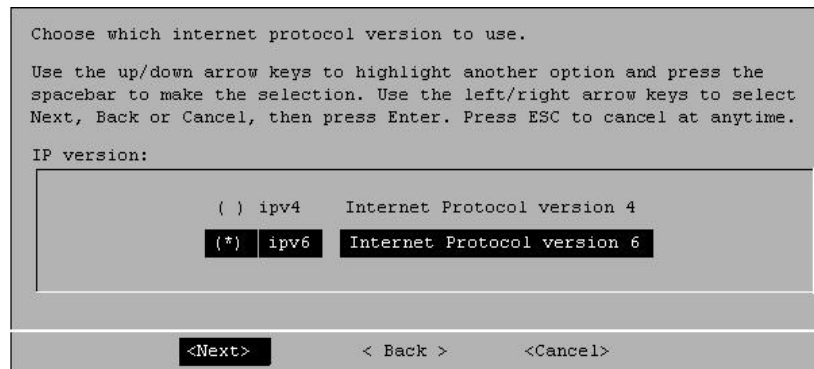 Choose which internet protocol version to use.
Use the up/down arrow keys to highlight another option and press the
spacebar to make the selection. Use the left/right arrow keys to select
Next, Back or Cancel, then press Enter. Press ESC to cancel at anytime.
IP version:
( ) ipv4 Internet Protocol version 4
(*) ipv6 Internet Protocol version 6
<Next> < Back > <Cancel>